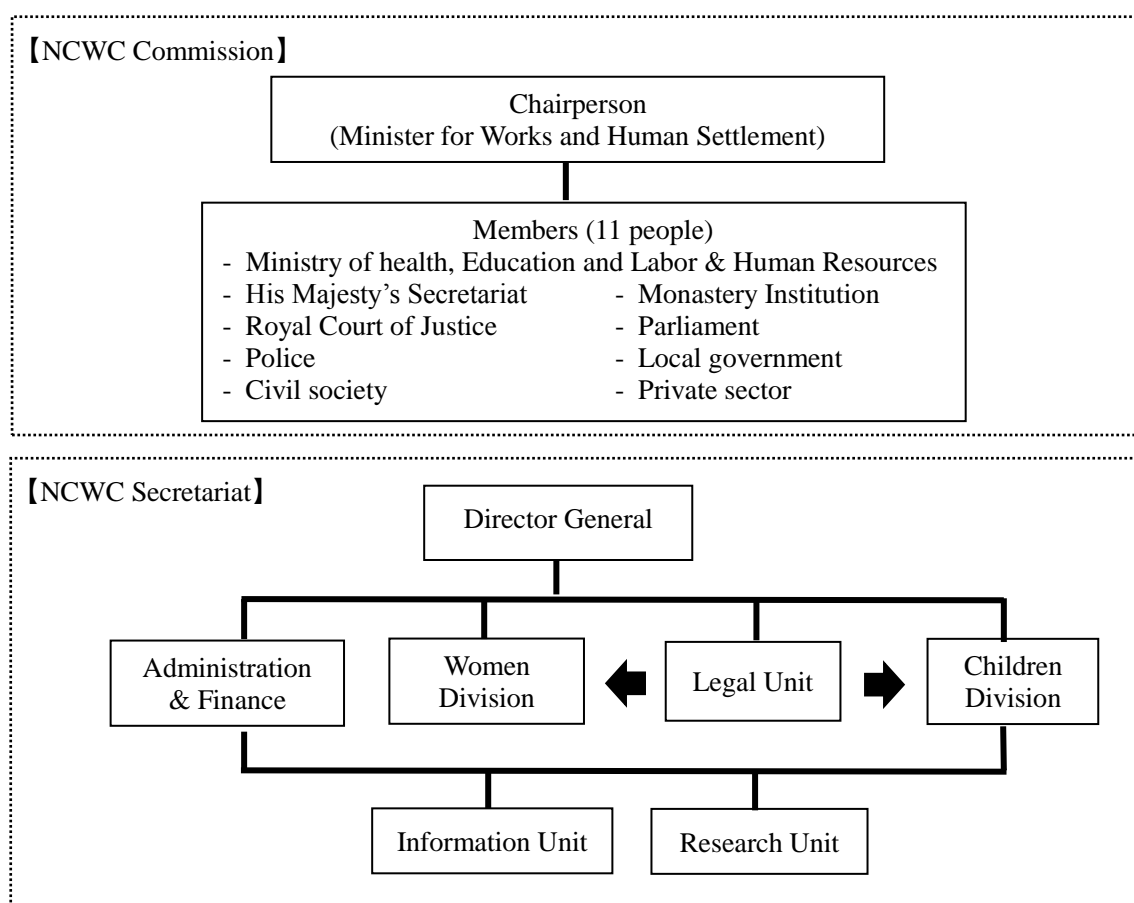 【NCWC Commission】
Chairperson
(Minister for Works and Human Settlement)
Members (11 people)
- Ministry of health, Education and Labor & Human Resources
- His Majesty’s Secretariat - Monastery Institution
- Royal Court of Justice - Parliament
- Police - Local government
- Civil society - Private sector
【NCWC Secretariat】
Director General
Administration
& Finance
Women
Division
Legal Unit
Children
Division
Information Unit
Research Unit